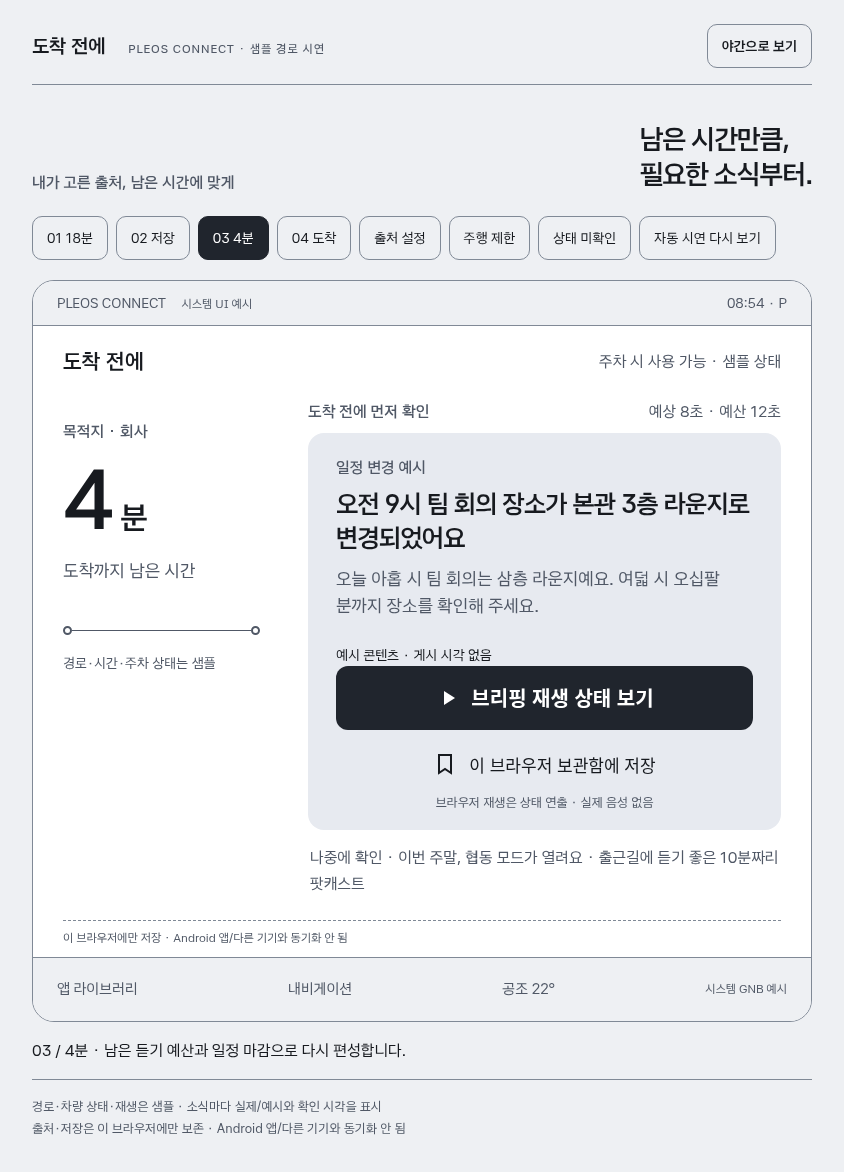 도착 전에
PLEOS CONNECT · 샘플 경로 시연
야간으로 보기
남은 시간만큼,
필요한 소식부터.
내가 고른 출처, 남은 시간에 맞게
01 18분
02 저장
03 4분
04 도착
출처 설정
주행 제한
상태 미확인
자동 시연 다시 보기
PLEOS CONNECT
시스템 UI 예시
08:54 · P
도착 전에
주차 시 사용 가능 · 샘플 상태
목적지 · 회사
4분
도착까지 남은 시간
경로·시간·주차 상태는 샘플
도착 전에 먼저 확인
예상 8초 · 예산 12초
일정 변경 예시
오전 9시 팀 회의 장소가 본관 3층 라운지로
변경되었어요
오늘 아홉 시 팀 회의는 삼층 라운지예요. 여덟 시 오십팔
분까지 장소를 확인해 주세요.
예시 콘텐츠 · 게시 시각 없음
브리핑 재생 상태 보기
이 브라우저 보관함에 저장
브라우저 재생은 상태 연출 · 실제 음성 없음
나중에 확인 · 이번 주말, 협동 모드가 열려요 · 출근길에 듣기 좋은 10분짜리
팟캐스트
이 브라우저에만 저장 · Android 앱/다른 기기와 동기화 안 됨
앱 라이브러리
내비게이션
공조 22°
시스템 GNB 예시
03 / 4분 · 남은 듣기 예산과 일정 마감으로 다시 편성합니다.
경로·차량 상태·재생은 샘플 · 소식마다 실제/예시와 확인 시각을 표시
출처·저장은 이 브라우저에만 보존 · Android 앱/다른 기기와 동기화 안 됨